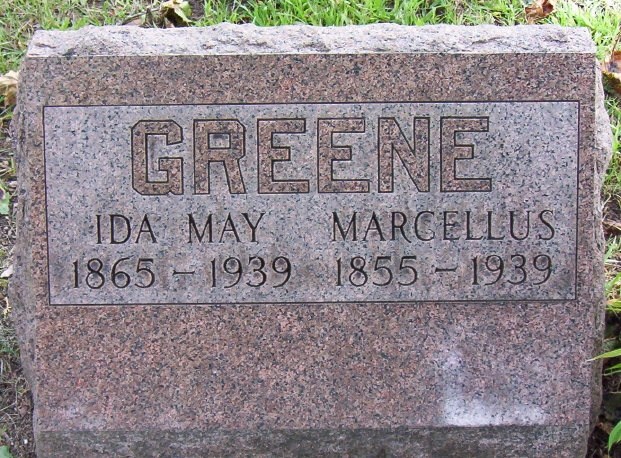 GREENE
IDA MAY MARCELLUS
1865 – 1939 1855 – 1939